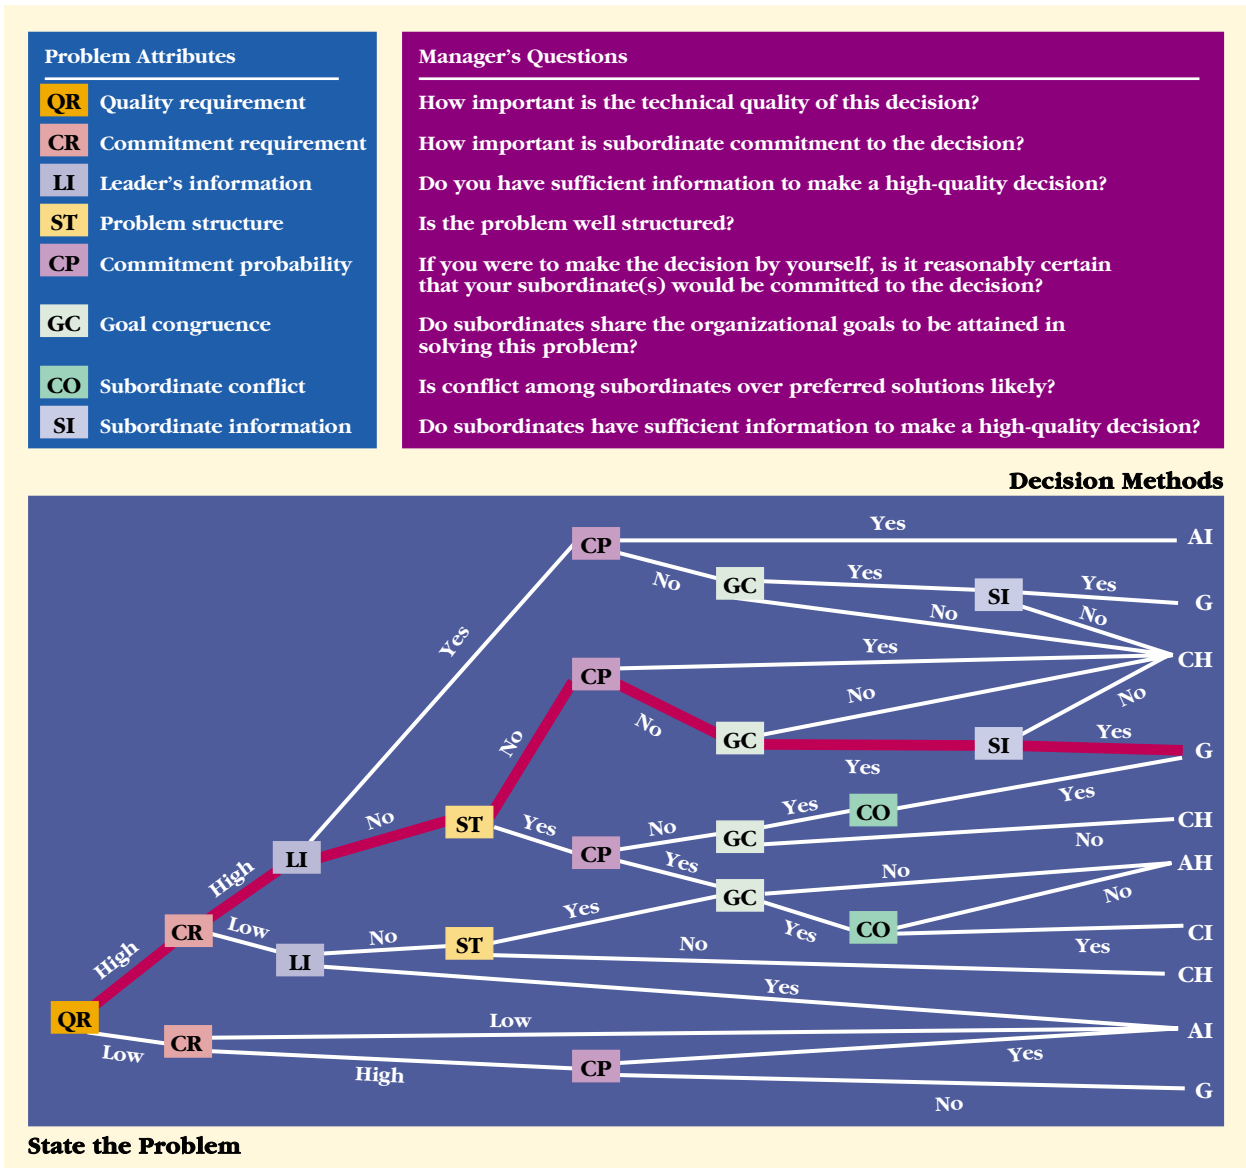 Problem Attributes
QR Quality requirement
CR Commitment requirement
LI Leader's information
ST Problem structure
CP Commitment probability
GC Goal congruence
CO Subordinate conflict
SI Subordinate information
Manager's Questions
How important is the technical quality of this decision?
How important is subordinate commitment to the decision?
Do you have sufficient information to make a high-quality decision?
Is the problem well structured?
If you were to make the decision by yourself, is it reasonably certain
that your subordinate(s) would be committed to the decision?
Do subordinates share the organizational goals to be attained in
solving this problem?
Is conflict among subordinates over preferred solutions likely?
Do subordinates have sufficient information to make a high-quality decision?
Decision Methods
Yes
CP
AI
No
GC
Yes
SI
Yes
G
No
No
Yes
CH
Yes
CP
No
No
No
GC
No
SI
Yes
G
Yes
Yes
CO
Yes
No
ST
Yes
No
GC
CH
No
High
LI
CP
Yes
No
AH
GC
No
CR
Low
Yes
Yes
CO
CI
No
ST
No
Yes
High
LI
CH
Yes
QR
Low
AI
Low
CR
Yes
High
CP
G
No
State the Problem